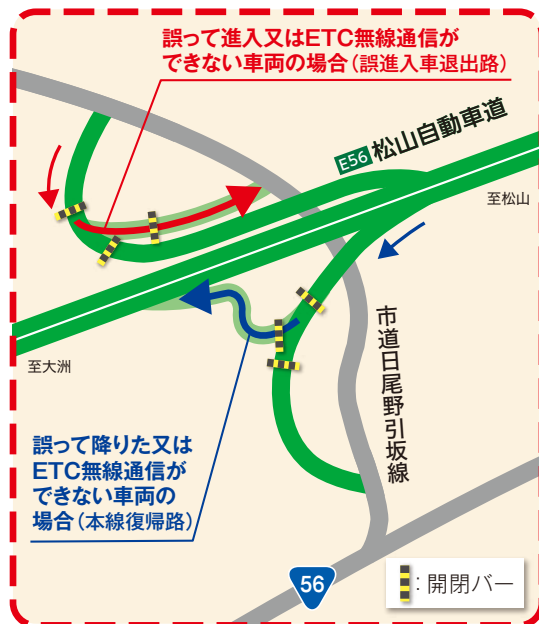 誤って進入又はETC無線通信が
できない車両の場合(誤進入車退出路)
E56 松山自動車道
至松山
至大洲
市道日尾野引坂線
誤って降りた又は
ETC無線通信が
できない車両の
場合(本線復帰路)
56
:開閉バー